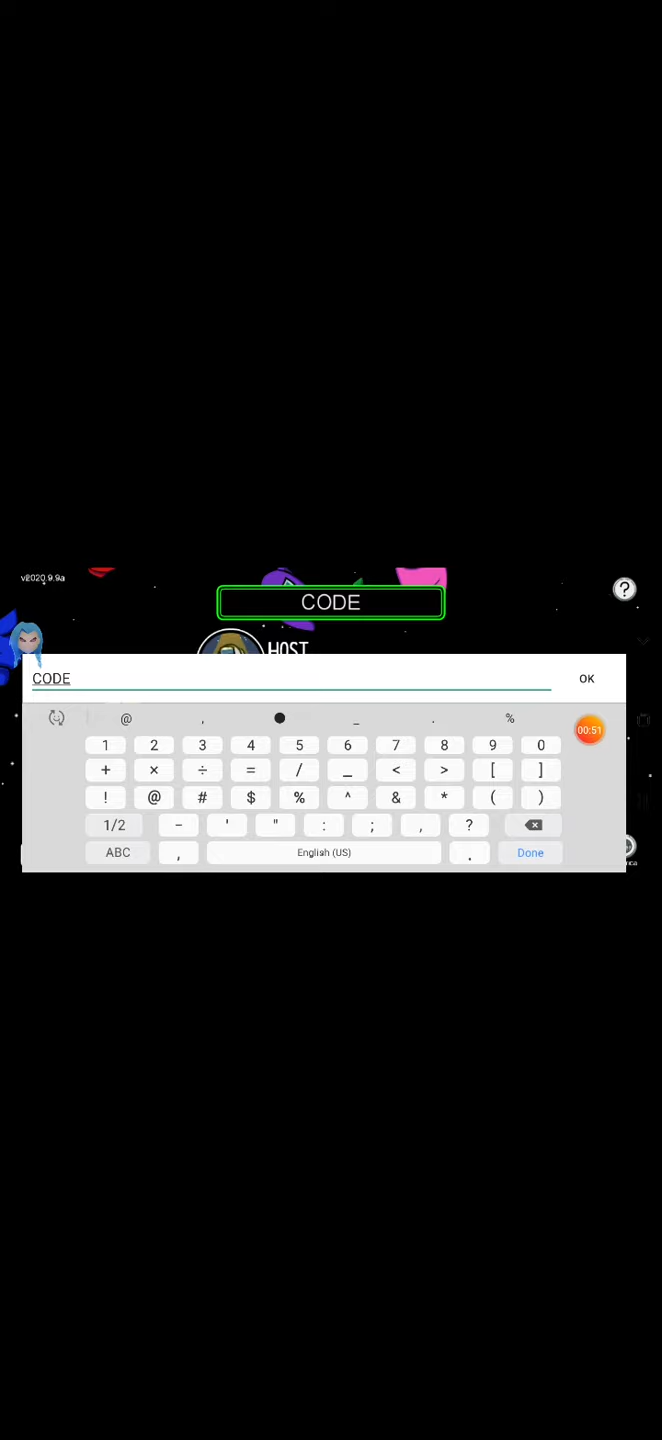 v2020.9.9a
CODE
?
HOST
CODE
OK
@ , ● _ . %
00:51
1 2 3 4 5 6 7 8 9 0
+ × ÷ = / _ < > [ ]
! @ # $ % ^ & * ( )
1/2 - ' " : ; , ?
ABC , English (US) . Done